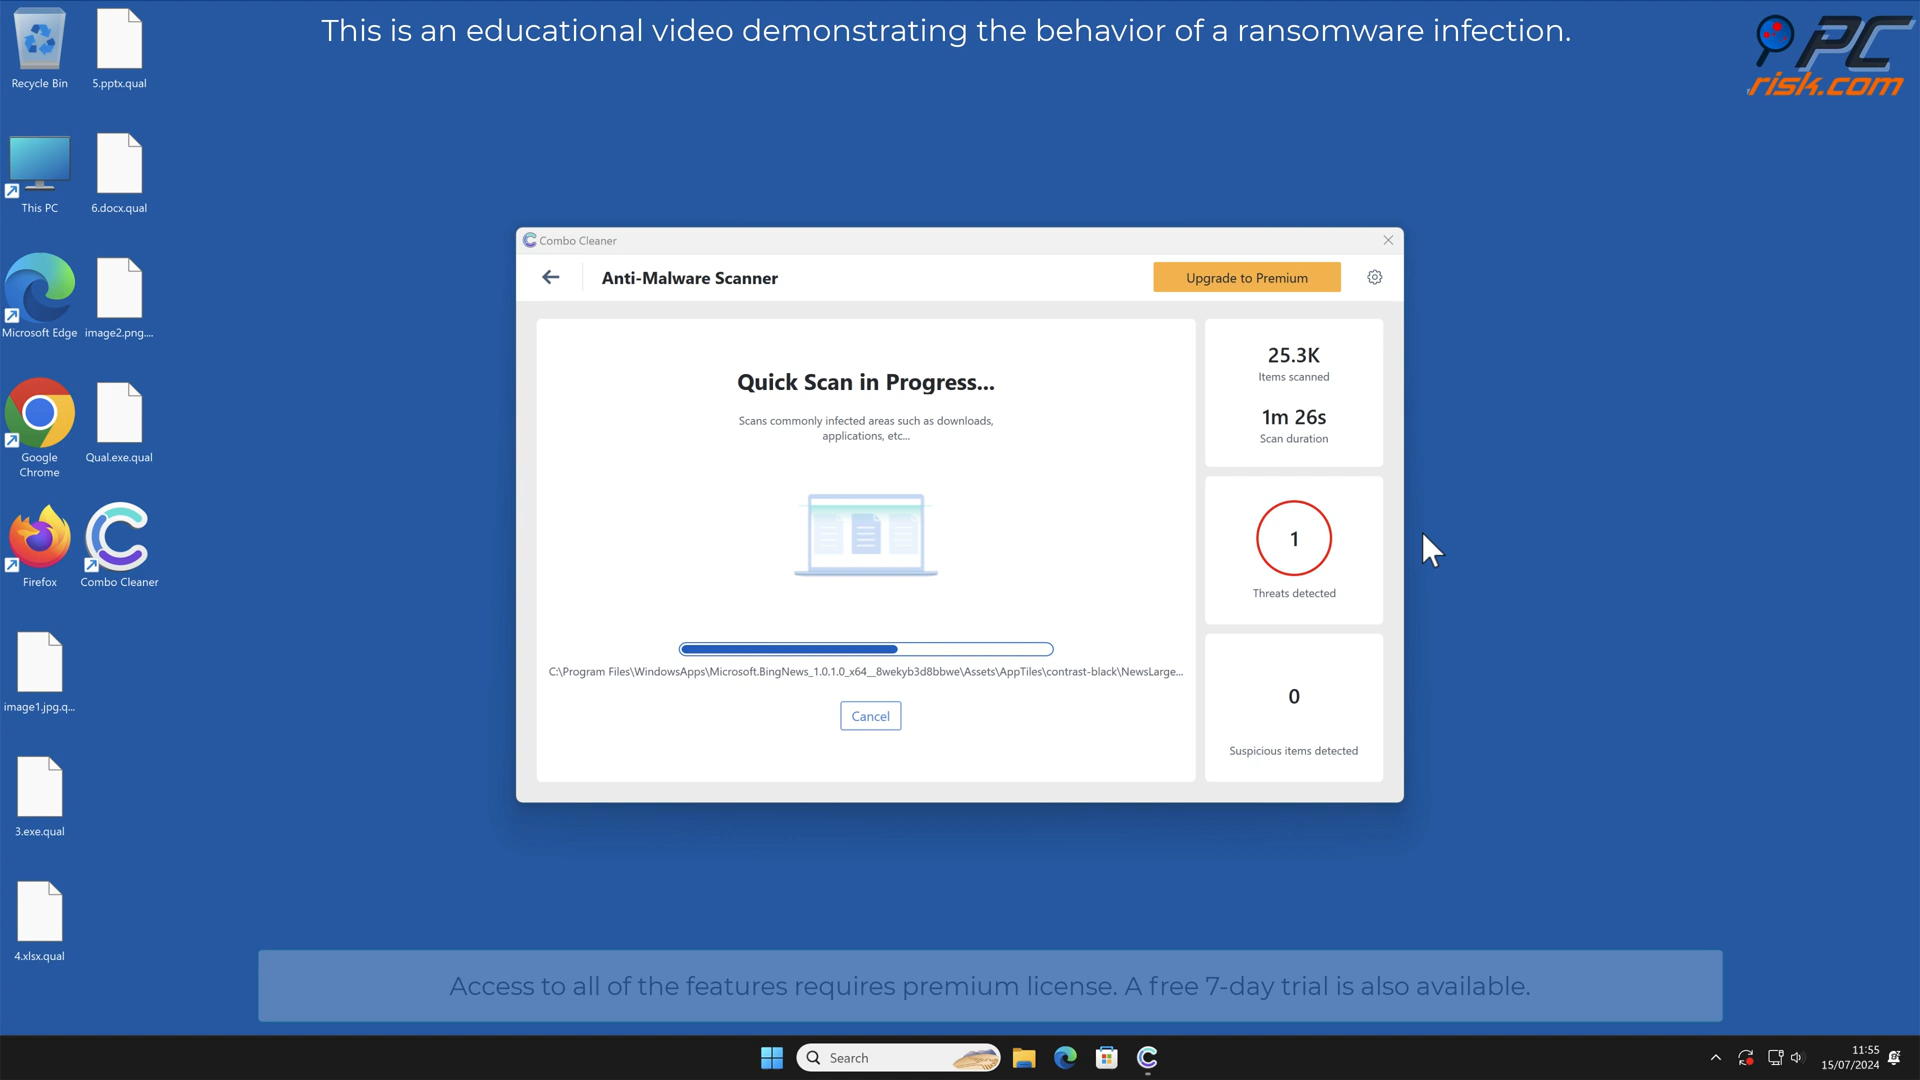 This is an educational video demonstrating the behavior of a ransomware infection.
PC
risk.com
Recycle Bin
5.pptx.qual
This PC
6.docx.qual
Microsoft Edge
image2.png....
Google
Chrome
Qual.exe.qual
Firefox
Combo Cleaner
image1.jpg.q...
3.exe.qual
4.xlsx.qual
Combo Cleaner
Anti-Malware Scanner
Upgrade to Premium
Quick Scan in Progress...
Scans commonly infected areas such as downloads,
applications, etc...
C:\Program Files\WindowsApps\Microsoft.BingNews_1.0.1.0_x64__8wekyb3d8bbwe\Assets\AppTiles\contrast-black\NewsLarge...
Cancel
25.3K
Items scanned
1m 26s
Scan duration
1
Threats detected
0
Suspicious items detected
Access to all of the features requires premium license. A free 7-day trial is also available.
Search
11:55
15/07/2024